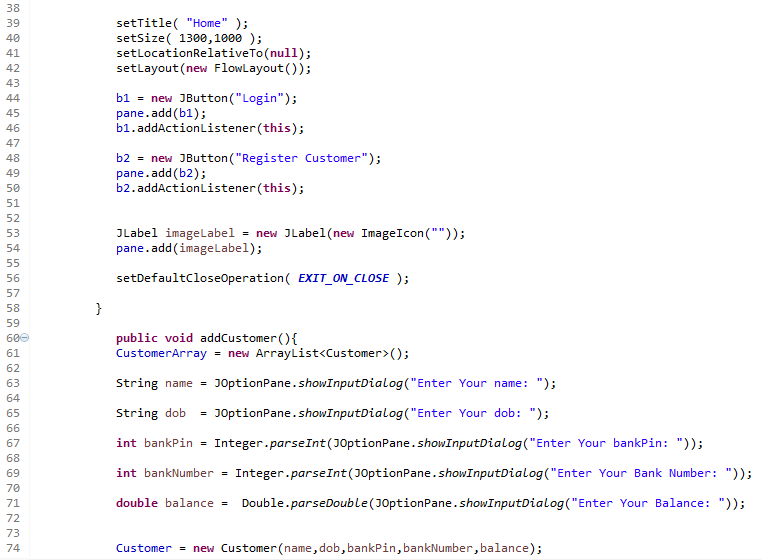 38
39 setTitle( "Home" );
40 setSize( 1300,1000 );
41 setLocationRelativeTo(null);
42 setLayout(new FlowLayout());
43
44 b1 = new JButton("Login");
45 pane.add(b1);
46 b1.addActionListener(this);
47
48 b2 = new JButton("Register Customer");
49 pane.add(b2);
50 b2.addActionListener(this);
51
52
53 JLabel imageLabel = new JLabel(new ImageIcon(""));
54 pane.add(imageLabel);
55
56 setDefaultCloseOperation( EXIT_ON_CLOSE );
57
58 }
59
60 public void addCustomer(){
61 CustomerArray = new ArrayList<Customer>();
62
63 String name = JOptionPane.showInputDialog("Enter Your name: ");
64
65 String dob  = JOptionPane.showInputDialog("Enter Your dob: ");
66
67 int bankPin = Integer.parseInt(JOptionPane.showInputDialog("Enter Your bankPin: "));
68
69 int bankNumber = Integer.parseInt(JOptionPane.showInputDialog("Enter Your Bank Number: "));
70
71 double balance =  Double.parseDouble(JOptionPane.showInputDialog("Enter Your Balance: "));
72
73
74 Customer = new Customer(name,dob,bankPin,bankNumber,balance);